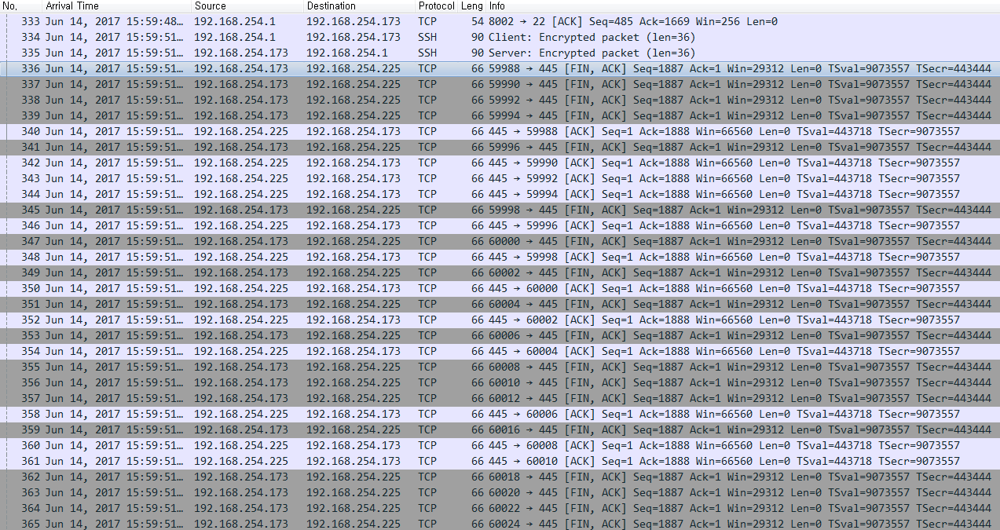 No. Arrival Time Source Destination Protocol Leng Info
333 Jun 14, 2017 15:59:48… 192.168.254.1 192.168.254.173 TCP 54 8002 → 22 [ACK] Seq=485 Ack=1669 Win=256 Len=0
334 Jun 14, 2017 15:59:51… 192.168.254.1 192.168.254.173 SSH 90 Client: Encrypted packet (len=36)
335 Jun 14, 2017 15:59:51… 192.168.254.173 192.168.254.1 SSH 90 Server: Encrypted packet (len=36)
336 Jun 14, 2017 15:59:51… 192.168.254.173 192.168.254.225 TCP 66 59988 → 445 [FIN, ACK] Seq=1887 Ack=1 Win=29312 Len=0 TSval=9073557 TSecr=443444
337 Jun 14, 2017 15:59:51… 192.168.254.173 192.168.254.225 TCP 66 59990 → 445 [FIN, ACK] Seq=1887 Ack=1 Win=29312 Len=0 TSval=9073557 TSecr=443444
338 Jun 14, 2017 15:59:51… 192.168.254.173 192.168.254.225 TCP 66 59992 → 445 [FIN, ACK] Seq=1887 Ack=1 Win=29312 Len=0 TSval=9073557 TSecr=443444
339 Jun 14, 2017 15:59:51… 192.168.254.173 192.168.254.225 TCP 66 59994 → 445 [FIN, ACK] Seq=1887 Ack=1 Win=29312 Len=0 TSval=9073557 TSecr=443444
340 Jun 14, 2017 15:59:51… 192.168.254.225 192.168.254.173 TCP 66 445 → 59988 [ACK] Seq=1 Ack=1888 Win=66560 Len=0 TSval=443718 TSecr=9073557
341 Jun 14, 2017 15:59:51… 192.168.254.173 192.168.254.225 TCP 66 59996 → 445 [FIN, ACK] Seq=1887 Ack=1 Win=29312 Len=0 TSval=9073557 TSecr=443444
342 Jun 14, 2017 15:59:51… 192.168.254.225 192.168.254.173 TCP 66 445 → 59990 [ACK] Seq=1 Ack=1888 Win=66560 Len=0 TSval=443718 TSecr=9073557
343 Jun 14, 2017 15:59:51… 192.168.254.225 192.168.254.173 TCP 66 445 → 59992 [ACK] Seq=1 Ack=1888 Win=66560 Len=0 TSval=443718 TSecr=9073557
344 Jun 14, 2017 15:59:51… 192.168.254.225 192.168.254.173 TCP 66 445 → 59994 [ACK] Seq=1 Ack=1888 Win=66560 Len=0 TSval=443718 TSecr=9073557
345 Jun 14, 2017 15:59:51… 192.168.254.173 192.168.254.225 TCP 66 59998 → 445 [FIN, ACK] Seq=1887 Ack=1 Win=29312 Len=0 TSval=9073557 TSecr=443444
346 Jun 14, 2017 15:59:51… 192.168.254.225 192.168.254.173 TCP 66 445 → 59996 [ACK] Seq=1 Ack=1888 Win=66560 Len=0 TSval=443718 TSecr=9073557
347 Jun 14, 2017 15:59:51… 192.168.254.173 192.168.254.225 TCP 66 60000 → 445 [FIN, ACK] Seq=1887 Ack=1 Win=29312 Len=0 TSval=9073557 TSecr=443444
348 Jun 14, 2017 15:59:51… 192.168.254.225 192.168.254.173 TCP 66 445 → 59998 [ACK] Seq=1 Ack=1888 Win=66560 Len=0 TSval=443718 TSecr=9073557
349 Jun 14, 2017 15:59:51… 192.168.254.173 192.168.254.225 TCP 66 60002 → 445 [FIN, ACK] Seq=1887 Ack=1 Win=29312 Len=0 TSval=9073557 TSecr=443444
350 Jun 14, 2017 15:59:51… 192.168.254.225 192.168.254.173 TCP 66 445 → 60000 [ACK] Seq=1 Ack=1888 Win=66560 Len=0 TSval=443718 TSecr=9073557
351 Jun 14, 2017 15:59:51… 192.168.254.173 192.168.254.225 TCP 66 60004 → 445 [FIN, ACK] Seq=1887 Ack=1 Win=29312 Len=0 TSval=9073557 TSecr=443444
352 Jun 14, 2017 15:59:51… 192.168.254.225 192.168.254.173 TCP 66 445 → 60002 [ACK] Seq=1 Ack=1888 Win=66560 Len=0 TSval=443718 TSecr=9073557
353 Jun 14, 2017 15:59:51… 192.168.254.173 192.168.254.225 TCP 66 60006 → 445 [FIN, ACK] Seq=1887 Ack=1 Win=29312 Len=0 TSval=9073557 TSecr=443444
354 Jun 14, 2017 15:59:51… 192.168.254.225 192.168.254.173 TCP 66 445 → 60004 [ACK] Seq=1 Ack=1888 Win=66560 Len=0 TSval=443718 TSecr=9073557
355 Jun 14, 2017 15:59:51… 192.168.254.173 192.168.254.225 TCP 66 60008 → 445 [FIN, ACK] Seq=1887 Ack=1 Win=29312 Len=0 TSval=9073557 TSecr=443444
356 Jun 14, 2017 15:59:51… 192.168.254.173 192.168.254.225 TCP 66 60010 → 445 [FIN, ACK] Seq=1887 Ack=1 Win=29312 Len=0 TSval=9073557 TSecr=443444
357 Jun 14, 2017 15:59:51… 192.168.254.173 192.168.254.225 TCP 66 60012 → 445 [FIN, ACK] Seq=1887 Ack=1 Win=29312 Len=0 TSval=9073557 TSecr=443444
358 Jun 14, 2017 15:59:51… 192.168.254.225 192.168.254.173 TCP 66 445 → 60006 [ACK] Seq=1 Ack=1888 Win=66560 Len=0 TSval=443718 TSecr=9073557
359 Jun 14, 2017 15:59:51… 192.168.254.173 192.168.254.225 TCP 66 60016 → 445 [FIN, ACK] Seq=1887 Ack=1 Win=29312 Len=0 TSval=9073557 TSecr=443444
360 Jun 14, 2017 15:59:51… 192.168.254.225 192.168.254.173 TCP 66 445 → 60008 [ACK] Seq=1 Ack=1888 Win=66560 Len=0 TSval=443718 TSecr=9073557
361 Jun 14, 2017 15:59:51… 192.168.254.225 192.168.254.173 TCP 66 445 → 60010 [ACK] Seq=1 Ack=1888 Win=66560 Len=0 TSval=443718 TSecr=9073557
362 Jun 14, 2017 15:59:51… 192.168.254.173 192.168.254.225 TCP 66 60018 → 445 [FIN, ACK] Seq=1887 Ack=1 Win=29312 Len=0 TSval=9073557 TSecr=443444
363 Jun 14, 2017 15:59:51… 192.168.254.173 192.168.254.225 TCP 66 60020 → 445 [FIN, ACK] Seq=1887 Ack=1 Win=29312 Len=0 TSval=9073557 TSecr=443444
364 Jun 14, 2017 15:59:51… 192.168.254.173 192.168.254.225 TCP 66 60022 → 445 [FIN, ACK] Seq=1887 Ack=1 Win=29312 Len=0 TSval=9073557 TSecr=443444
365 Jun 14, 2017 15:59:51… 192.168.254.173 192.168.254.225 TCP 66 60024 → 445 [FIN, ACK] Seq=1887 Ack=1 Win=29312 Len=0 TSval=9073557 TSecr=443444